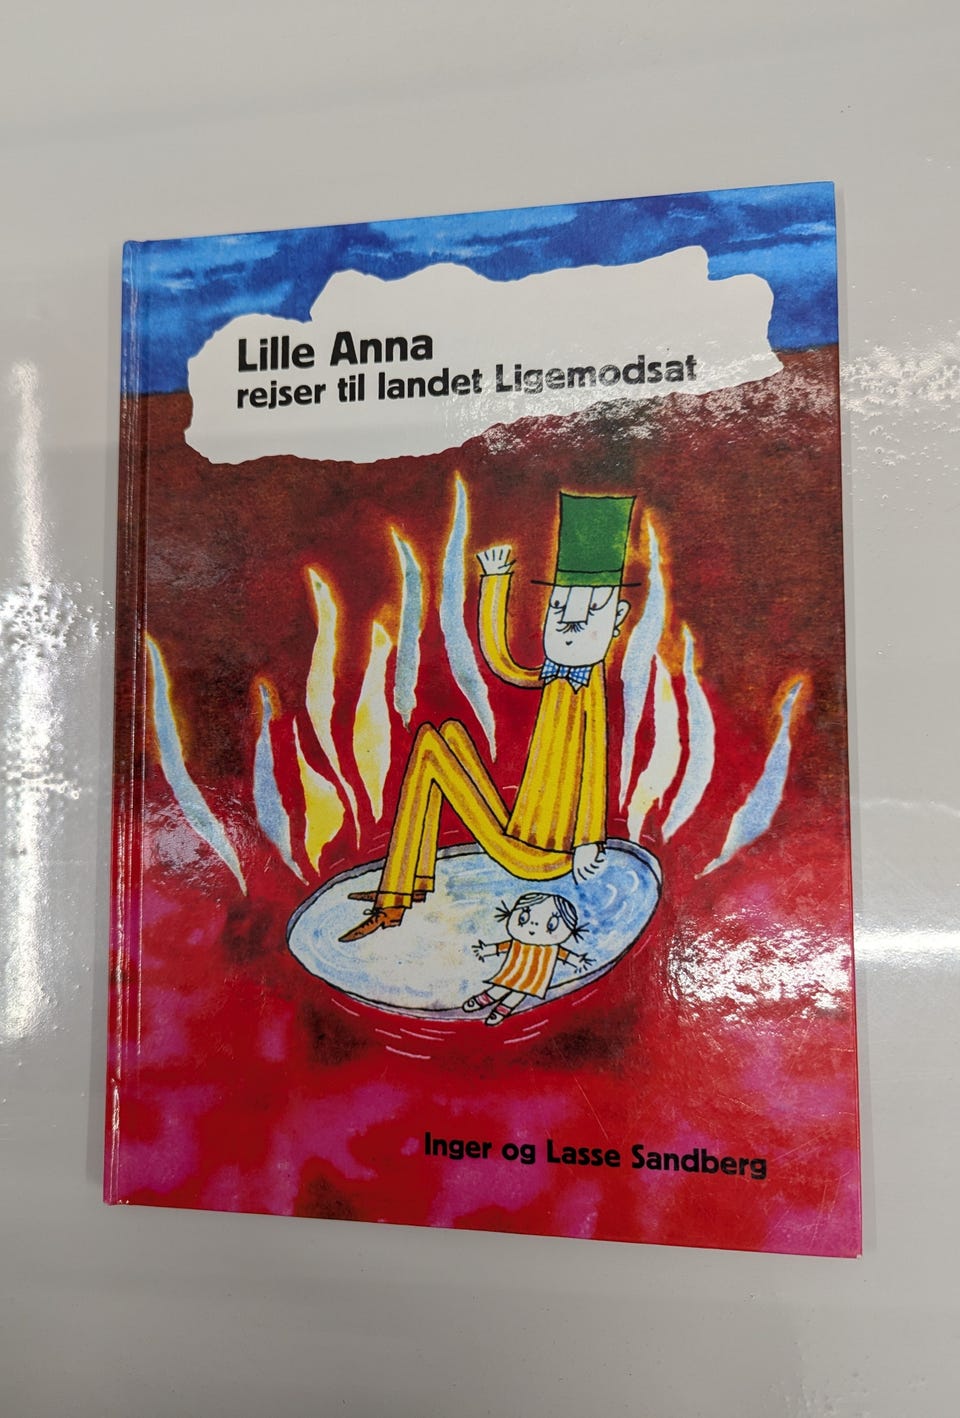 Lille Anna
rejser til landet Ligemodsat
Inger og Lasse Sandberg